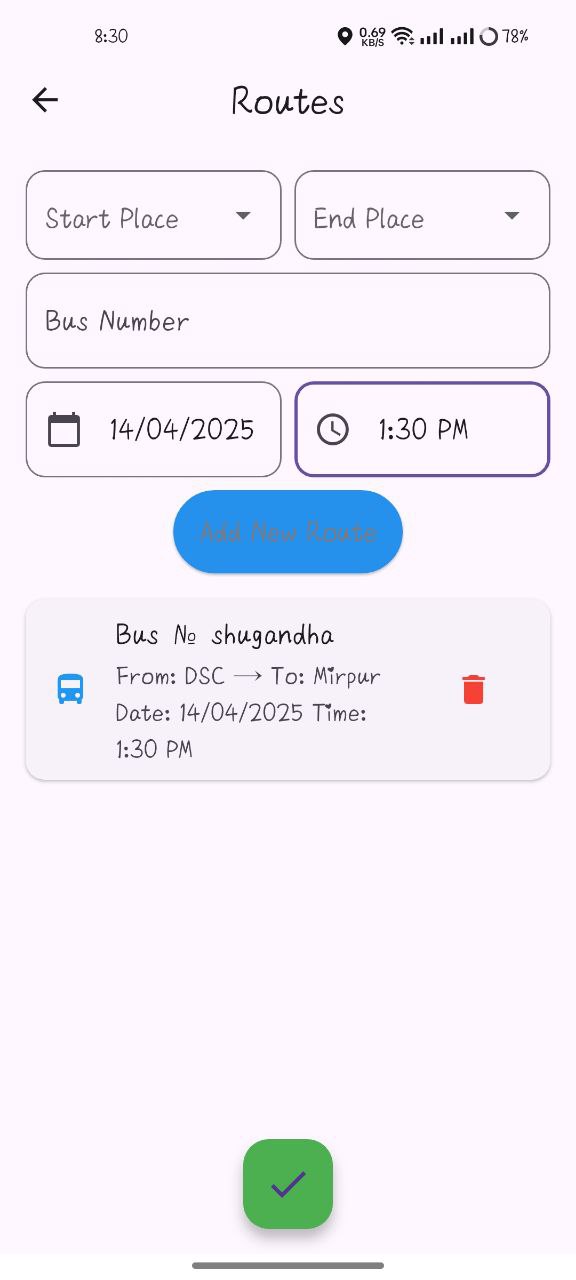 8:30
0.69 KB/S
78%
Routes
Start Place
End Place
Bus Number
14/04/2025
1:30 PM
Add New Route
Bus № shugandha
From: DSC → To: Mirpur
Date: 14/04/2025 Time:
1:30 PM